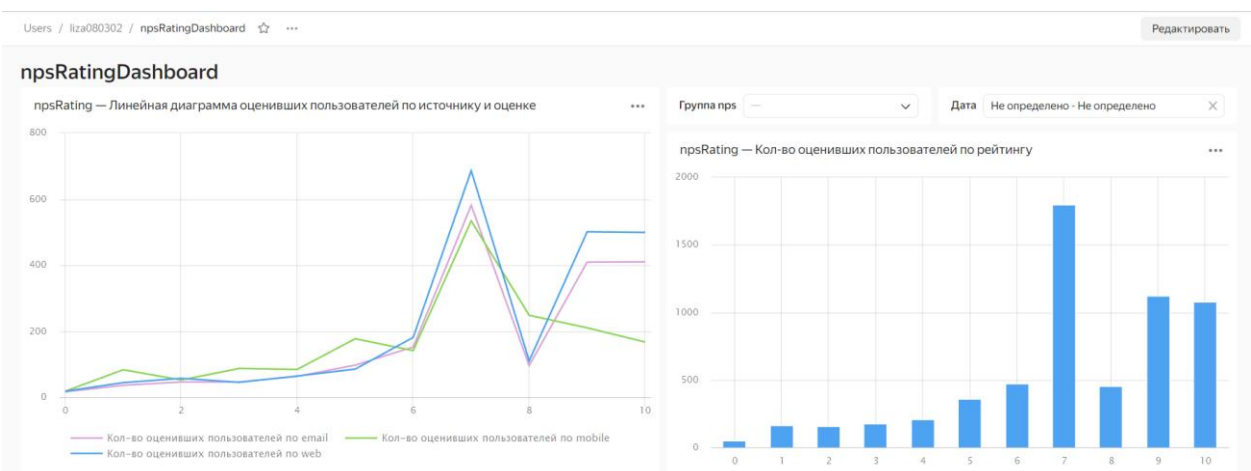 Users / liza080302 / npsRatingDashboard
Редактировать
npsRatingDashboard
npsRating — Линейная диаграмма оценивших пользователей по источнику и оценке
800
600
400
200
0
0 2 4 6 8 10
Кол-во оценивших пользователей по email Кол-во оценивших пользователей по mobile
Кол-во оценивших пользователей по web
Группа nps —
Дата Не определено - Не определено
npsRating — Кол-во оценивших пользователей по рейтингу
2000
1500
1000
500
0
0 1 2 3 4 5 6 7 8 9 10